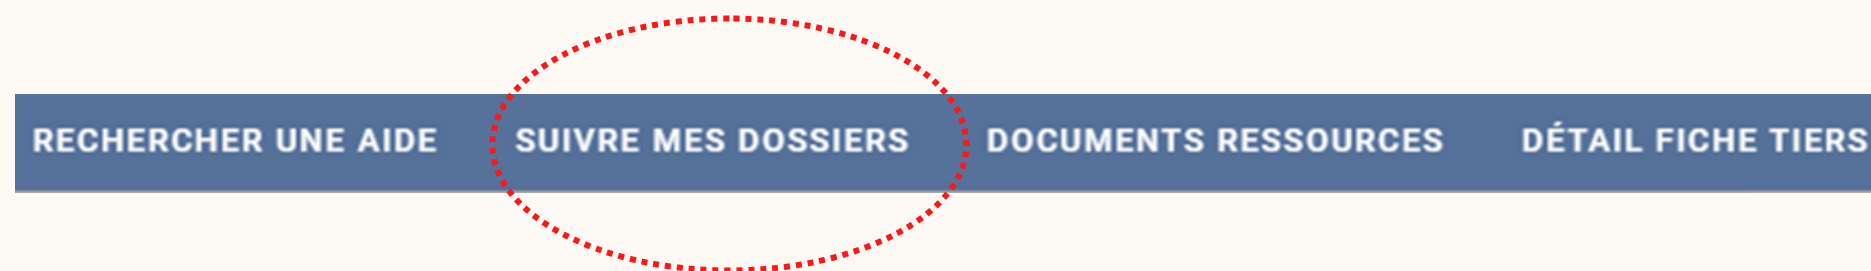 RECHERCHER UNE AIDE SUIVRE MES DOSSIERS DOCUMENTS RESSOURCES DÉTAIL FICHE TIERS